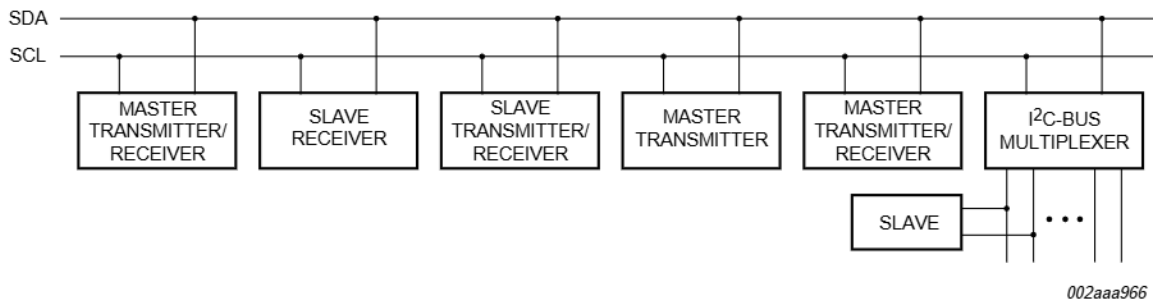 SDA
SCL
MASTER
TRANSMITTER/
RECEIVER
SLAVE
RECEIVER
SLAVE
TRANSMITTER/
RECEIVER
MASTER
TRANSMITTER
MASTER
TRANSMITTER/
RECEIVER
I²C-BUS
MULTIPLEXER
SLAVE
002aaa966